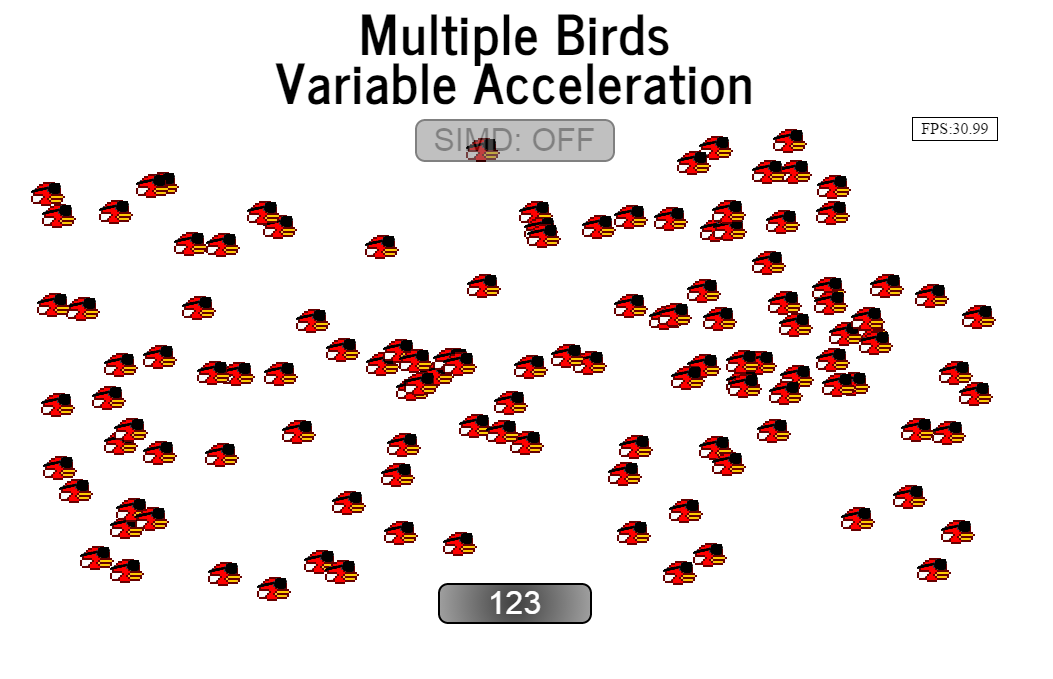 Multiple Birds
Variable Acceleration
SIMD: OFF
FPS:30.99
123